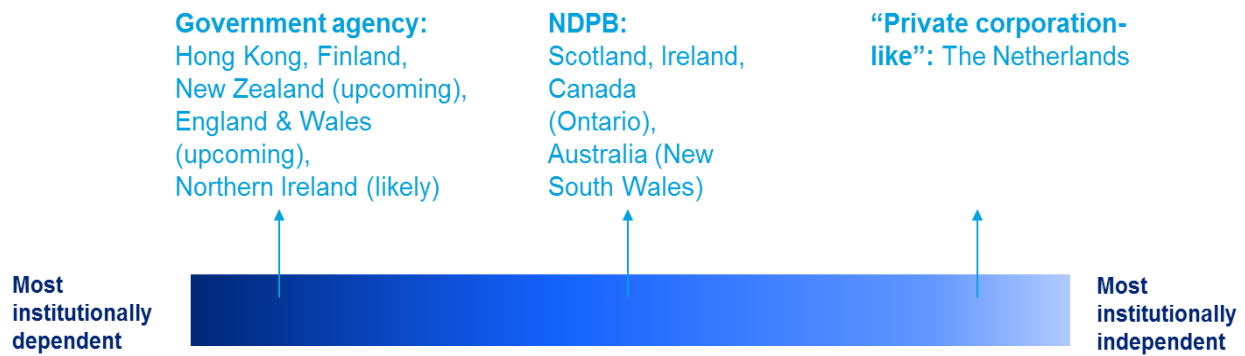 Government agency:
Hong Kong, Finland,
New Zealand (upcoming),
England & Wales
(upcoming),
Northern Ireland (likely)
NDPB:
Scotland, Ireland,
Canada
(Ontario),
Australia (New
South Wales)
“Private corporation-
like”: The Netherlands
Most
institutionally
dependent
Most
institutionally
independent